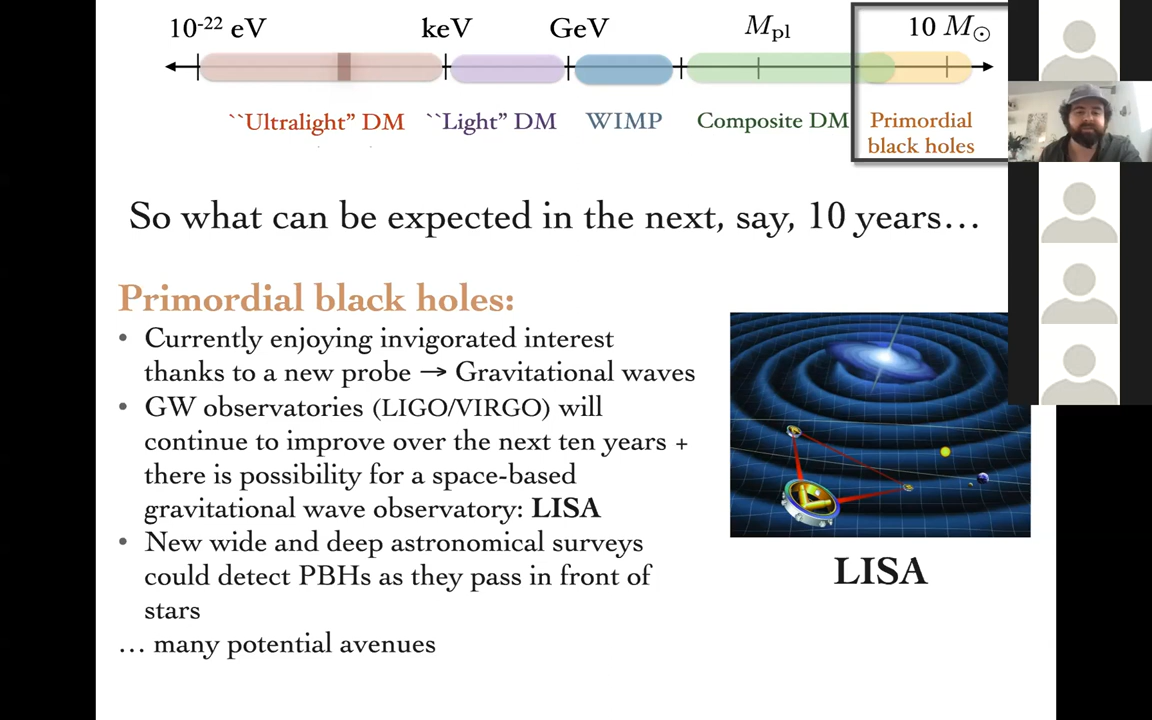 10-22 eV keV GeV Mpl 10 M⊙
``Ultralight” DM ``Light” DM WIMP Composite DM Primordial
black holes
So what can be expected in the next, say, 10 years…
Primordial black holes:
• Currently enjoying invigorated interest
thanks to a new probe → Gravitational waves
• GW observatories (LIGO/VIRGO) will
continue to improve over the next ten years +
there is possibility for a space-based
gravitational wave observatory: LISA
• New wide and deep astronomical surveys
could detect PBHs as they pass in front of
stars
… many potential avenues
LISA